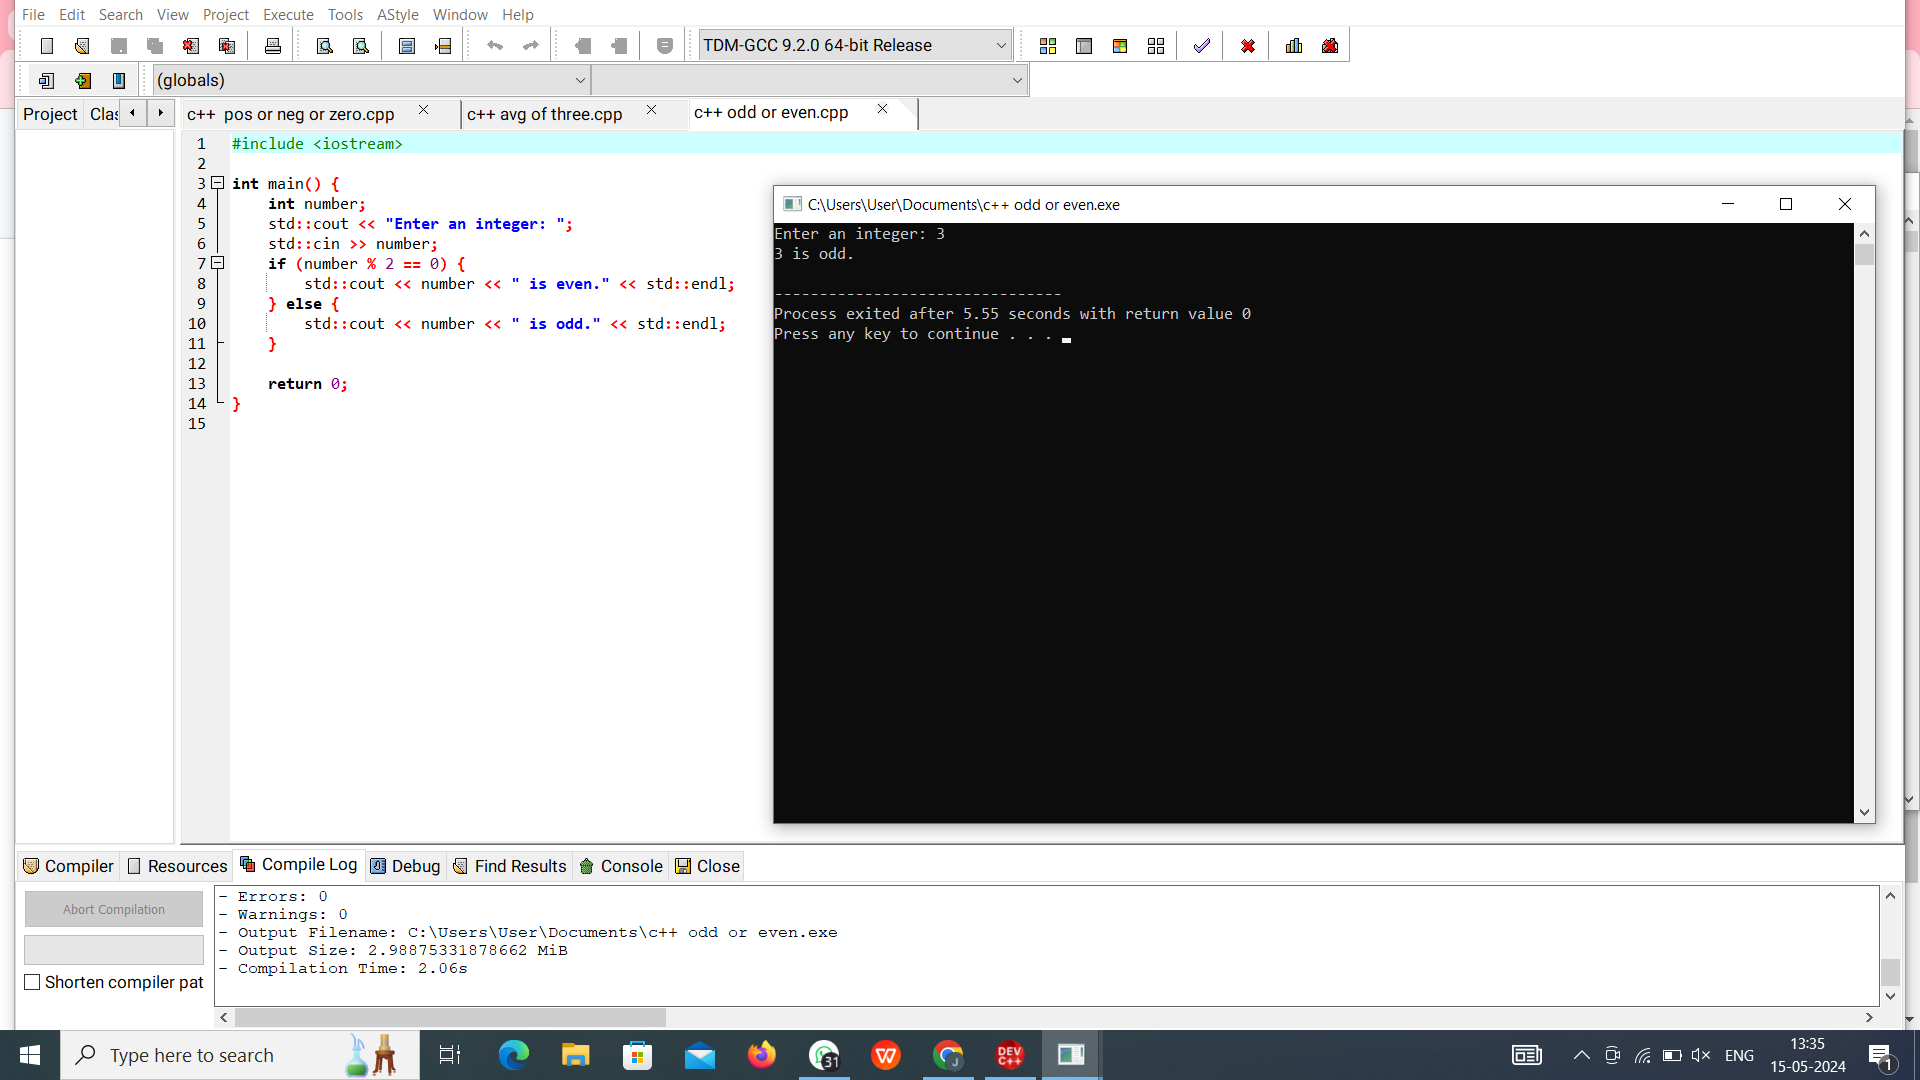 File Edit Search View Project Execute Tools AStyle Window Help
TDM-GCC 9.2.0 64-bit Release
(globals)
Project Clas
c++  pos or neg or zero.cpp
c++ avg of three.cpp
c++ odd or even.cpp
1 #include <iostream>
2
3 int main() {
4     int number;
5     std::cout << "Enter an integer: ";
6     std::cin >> number;
7     if (number % 2 == 0) {
8         std::cout << number << " is even." << std::endl;
9     } else {
10         std::cout << number << " is odd." << std::endl;
11     }
12
13     return 0;
14 }
15
C:\Users\User\Documents\c++ odd or even.exe
Enter an integer: 3
3 is odd.
--------------------------------
Process exited after 5.55 seconds with return value 0
Press any key to continue . . .
Compiler Resources Compile Log Debug Find Results Console Close
Abort Compilation
Shorten compiler pat
- Errors: 0
- Warnings: 0
- Output Filename: C:\Users\User\Documents\c++ odd or even.exe
- Output Size: 2.98875331878662 MiB
- Compilation Time: 2.06s
Type here to search
31
W
J
DEV
C++
ENG
13:35
15-05-2024
1